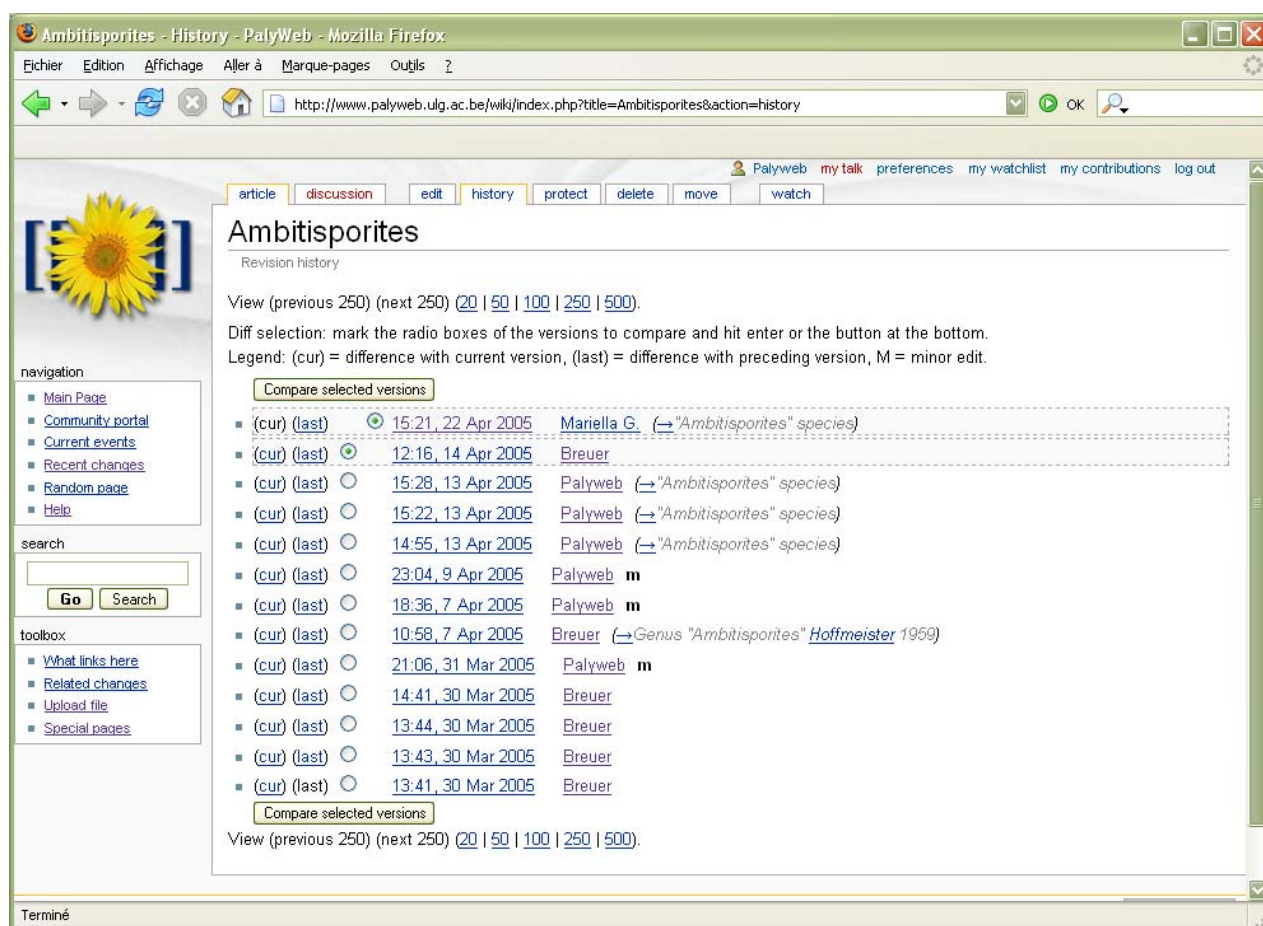 Ambitisporites - History - PalyWeb - Mozilla Firefox
Fichier Edition Affichage Aller à Marque-pages Outils ?
http://www.palyweb.ulg.ac.be/wiki/index.php?title=Ambitisporites&action=history OK
Palyweb my talk preferences my watchlist my contributions log out
article discussion edit history protect delete move watch
Ambitisporites
Revision history
View (previous 250) (next 250) (20 | 50 | 100 | 250 | 500).
Diff selection: mark the radio boxes of the versions to compare and hit enter or the button at the bottom.
Legend: (cur) = difference with current version, (last) = difference with preceding version, M = minor edit.
Compare selected versions
(cur) (last) 15:21, 22 Apr 2005 Mariella G. (→"Ambitisporites" species)
(cur) (last) 12:16, 14 Apr 2005 Breuer
(cur) (last) 15:28, 13 Apr 2005 Palyweb (→"Ambitisporites" species)
(cur) (last) 15:22, 13 Apr 2005 Palyweb (→"Ambitisporites" species)
(cur) (last) 14:55, 13 Apr 2005 Palyweb (→"Ambitisporites" species)
(cur) (last) 23:04, 9 Apr 2005 Palyweb m
(cur) (last) 18:36, 7 Apr 2005 Palyweb m
(cur) (last) 10:58, 7 Apr 2005 Breuer (→Genus "Ambitisporites" Hoffmeister 1959)
(cur) (last) 21:06, 31 Mar 2005 Palyweb m
(cur) (last) 14:41, 30 Mar 2005 Breuer
(cur) (last) 13:44, 30 Mar 2005 Breuer
(cur) (last) 13:43, 30 Mar 2005 Breuer
(cur) (last) 13:41, 30 Mar 2005 Breuer
Compare selected versions
View (previous 250) (next 250) (20 | 50 | 100 | 250 | 500).
navigation
Main Page
Community portal
Current events
Recent changes
Random page
Help
search
Go Search
toolbox
What links here
Related changes
Upload file
Special pages
Terminé